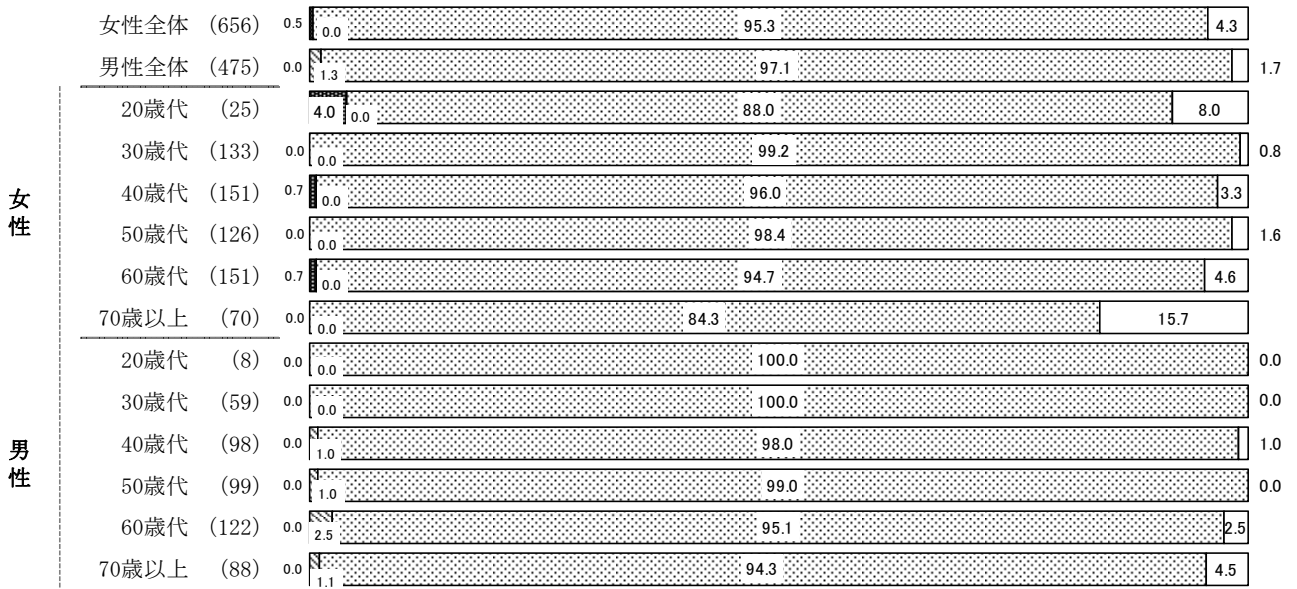 女性全体 (656) 0.5 0.0 95.3 4.3
男性全体 (475) 0.0 1.3 97.1 1.7
女性
20歳代 (25) 4.0 0.0 88.0 8.0
30歳代 (133) 0.0 0.0 99.2 0.8
40歳代 (151) 0.7 0.0 96.0 3.3
50歳代 (126) 0.0 0.0 98.4 1.6
60歳代 (151) 0.7 0.0 94.7 4.6
70歳以上 (70) 0.0 0.0 84.3 15.7
男性
20歳代 (8) 0.0 0.0 100.0 0.0
30歳代 (59) 0.0 0.0 100.0 0.0
40歳代 (98) 0.0 1.0 98.0 1.0
50歳代 (99) 0.0 1.0 99.0 0.0
60歳代 (122) 0.0 2.5 95.1 2.5
70歳以上 (88) 0.0 1.1 94.3 4.5